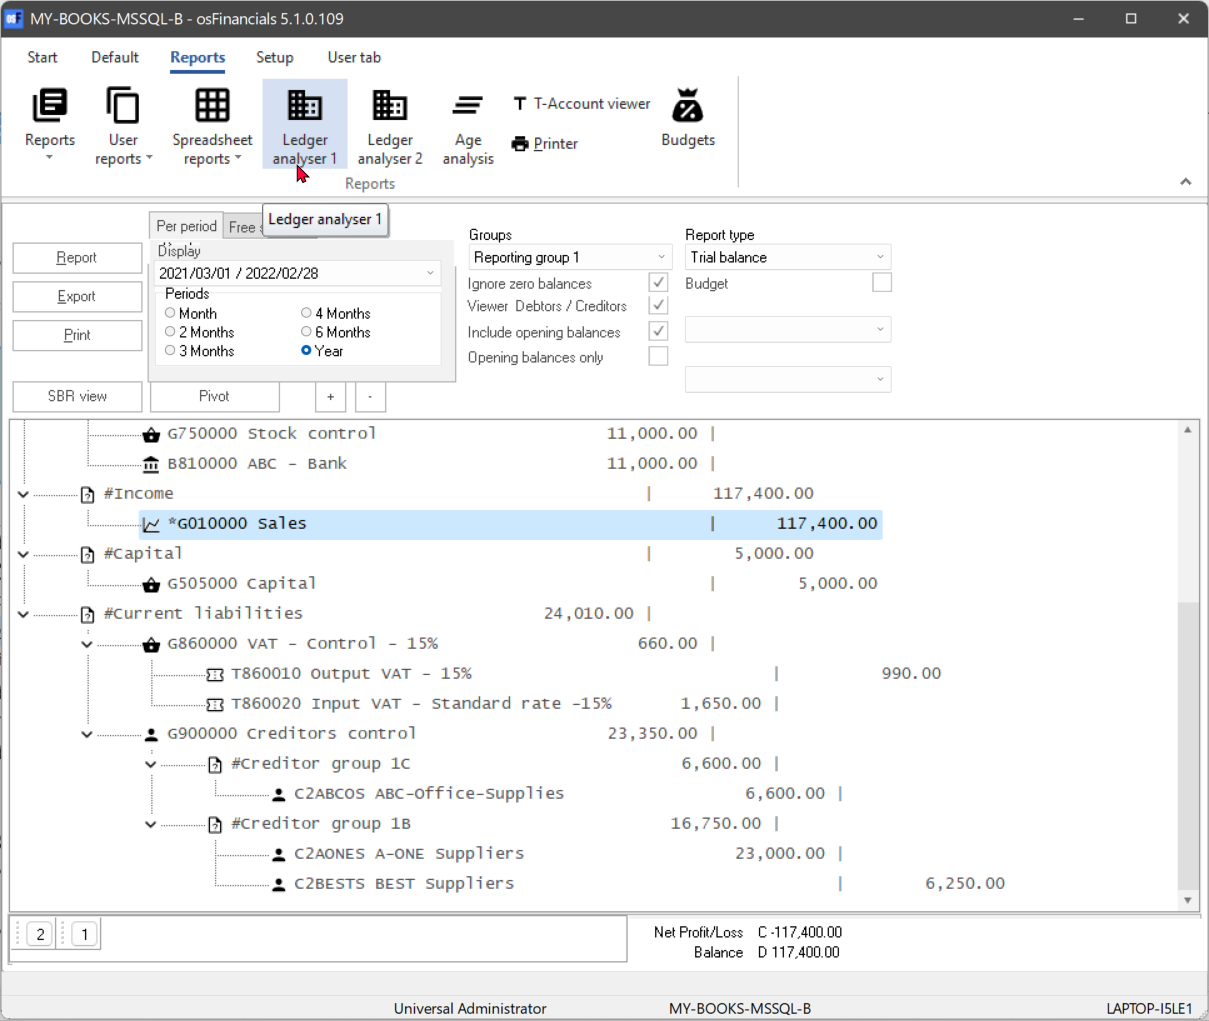 MY-BOOKS-MSSQL-B - osFinancials 5.1.0.109
Start Default Reports Setup User tab
Reports
User reports
Spreadsheet reports
Ledger analyser 1
Ledger analyser 2
Age analysis
T-Account viewer
Printer
Budgets
Reports
Ledger analyser 1
Per period Free
Report
Export
Print
Display
2021/03/01 / 2022/02/28
Periods
Month 4 Months
2 Months 6 Months
3 Months Year
Groups
Reporting group 1
Ignore zero balances
Viewer Debtors / Creditors
Include opening balances
Opening balances only
Report type
Trial balance
Budget
SBR view Pivot + -
G750000 Stock control 11,000.00 |
B810000 ABC - Bank 11,000.00 |
#Income | 117,400.00
*G010000 Sales | 117,400.00
#Capital | 5,000.00
G505000 Capital | 5,000.00
#Current liabilities 24,010.00 |
G860000 VAT - Control - 15% 660.00 |
T860010 Output VAT - 15% | 990.00
T860020 Input VAT - Standard rate -15% 1,650.00 |
G900000 Creditors control 23,350.00 |
#Creditor group 1C 6,600.00 |
C2ABCOS ABC-Office-Supplies 6,600.00 |
#Creditor group 1B 16,750.00 |
C2AONES A-ONE Suppliers 23,000.00 |
C2BESTS BEST Suppliers | 6,250.00
2 1
Net Profit/Loss C -117,400.00
Balance D 117,400.00
Universal Administrator MY-BOOKS-MSSQL-B LAPTOP-I5LE1